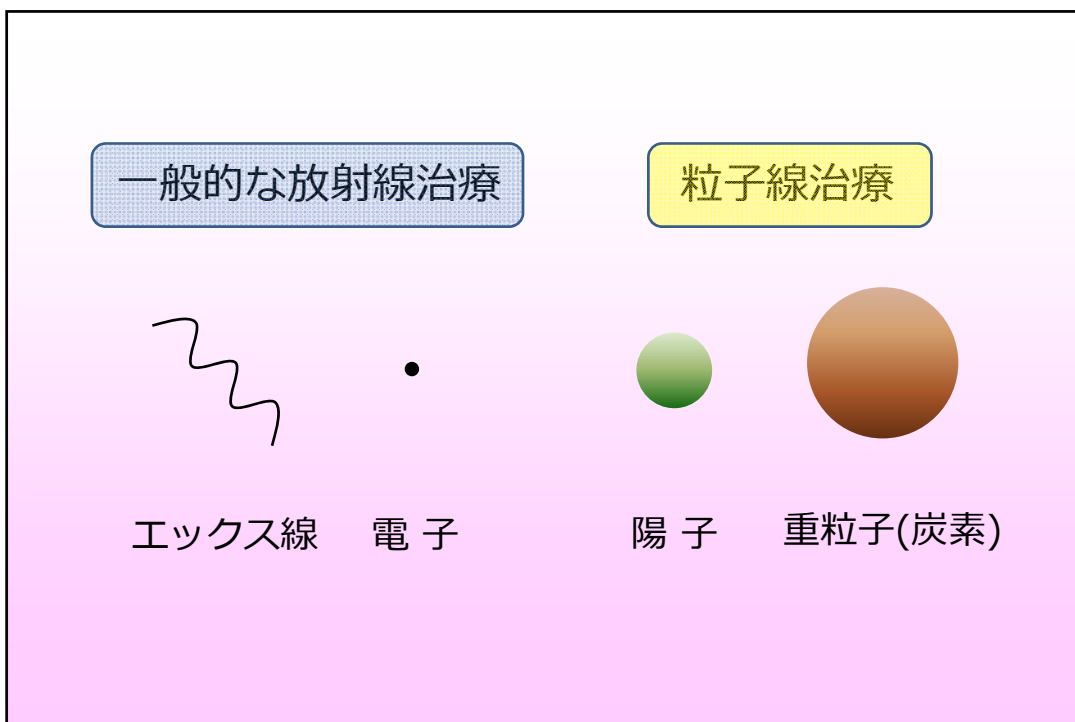 一般的な放射線治療
粒子線治療
エックス線
電 子
陽 子
重粒子(炭素)